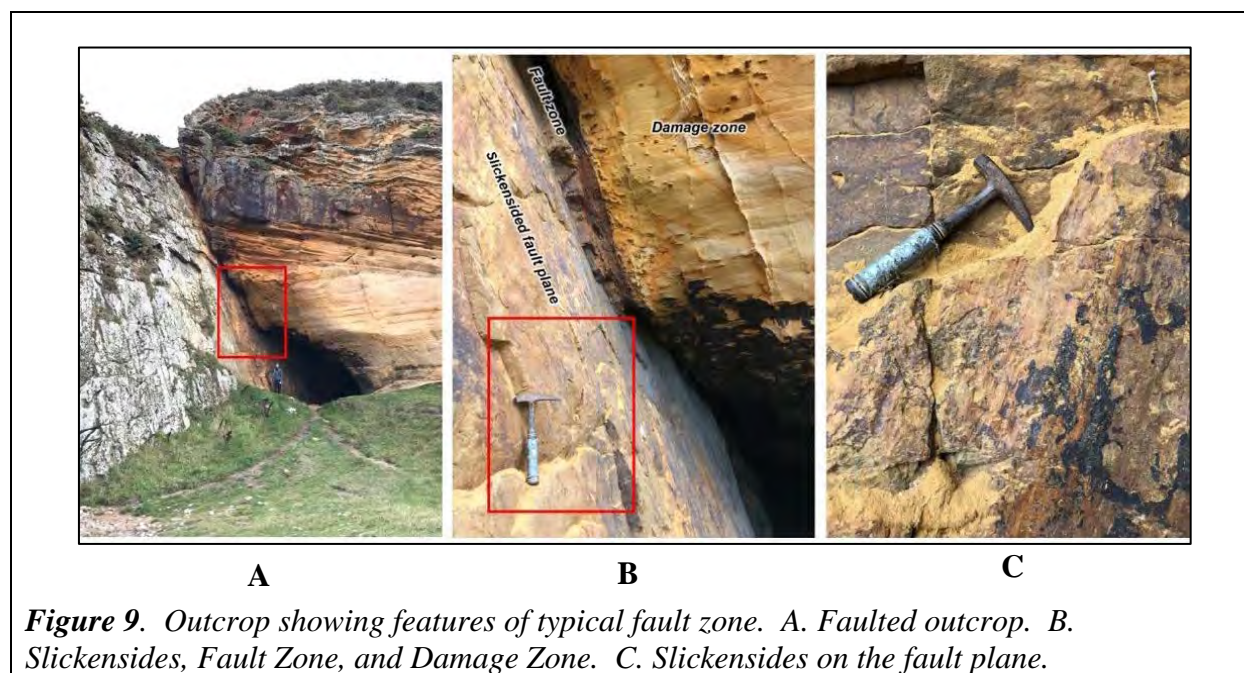 Fault zone
Damage zone
Slickensided fault plane
A
B
C
Figure 9. Outcrop showing features of typical fault zone. A. Faulted outcrop. B.
Slickensides, Fault Zone, and Damage Zone. C. Slickensides on the fault plane.